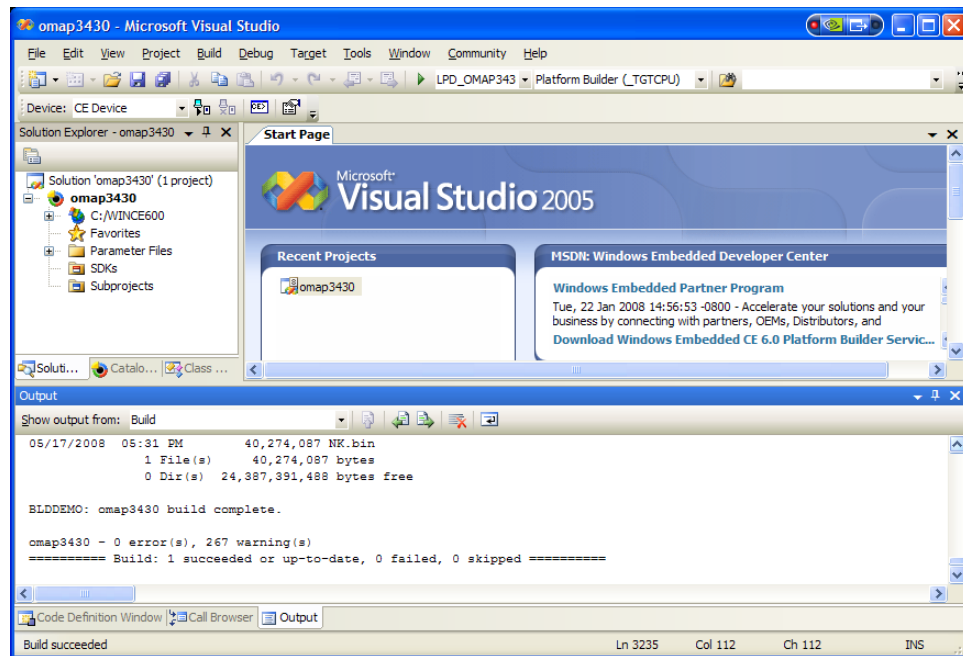 omap3430 - Microsoft Visual Studio
File Edit View Project Build Debug Target Tools Window Community Help
LPD_OMAP343 Platform Builder (_TGTCPU)
Device: CE Device
Solution Explorer - omap3430
Solution 'omap3430' (1 project)
omap3430
C:/WINCE600
Favorites
Parameter Files
SDKs
Subprojects
Soluti... Catalo... Class ...
Start Page
Microsoft
Visual Studio 2005
Recent Projects
omap3430
MSDN: Windows Embedded Developer Center
Windows Embedded Partner Program
Tue, 22 Jan 2008 14:56:53 -0800 - Accelerate your solutions and your
business by connecting with partners, OEMs, Distributors, and
Download Windows Embedded CE 6.0 Platform Builder Servic...
Output
Show output from: Build
05/17/2008 05:31 PM 40,274,087 NK.bin
1 File(s) 40,274,087 bytes
0 Dir(s) 24,387,391,488 bytes free
BLDDEMO: omap3430 build complete.
omap3430 - 0 error(s), 267 warning(s)
========== Build: 1 succeeded or up-to-date, 0 failed, 0 skipped ==========
Code Definition Window Call Browser Output
Build succeeded Ln 3235 Col 112 Ch 112 INS